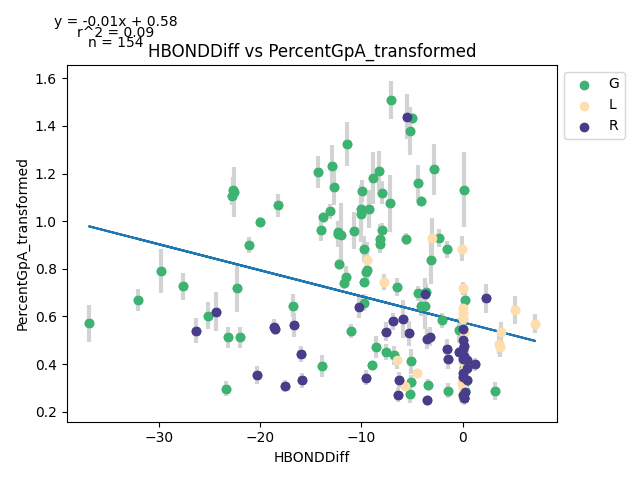 y = -0.01x + 0.58
r^2 = 0.09
n = 154
HBONDDiff vs PercentGpA_transformed
1.6
1.4
1.2
1.0
0.8
0.6
0.4
0.2
PercentGpA_transformed
−30
−20
−10
0
HBONDDiff
G
L
R